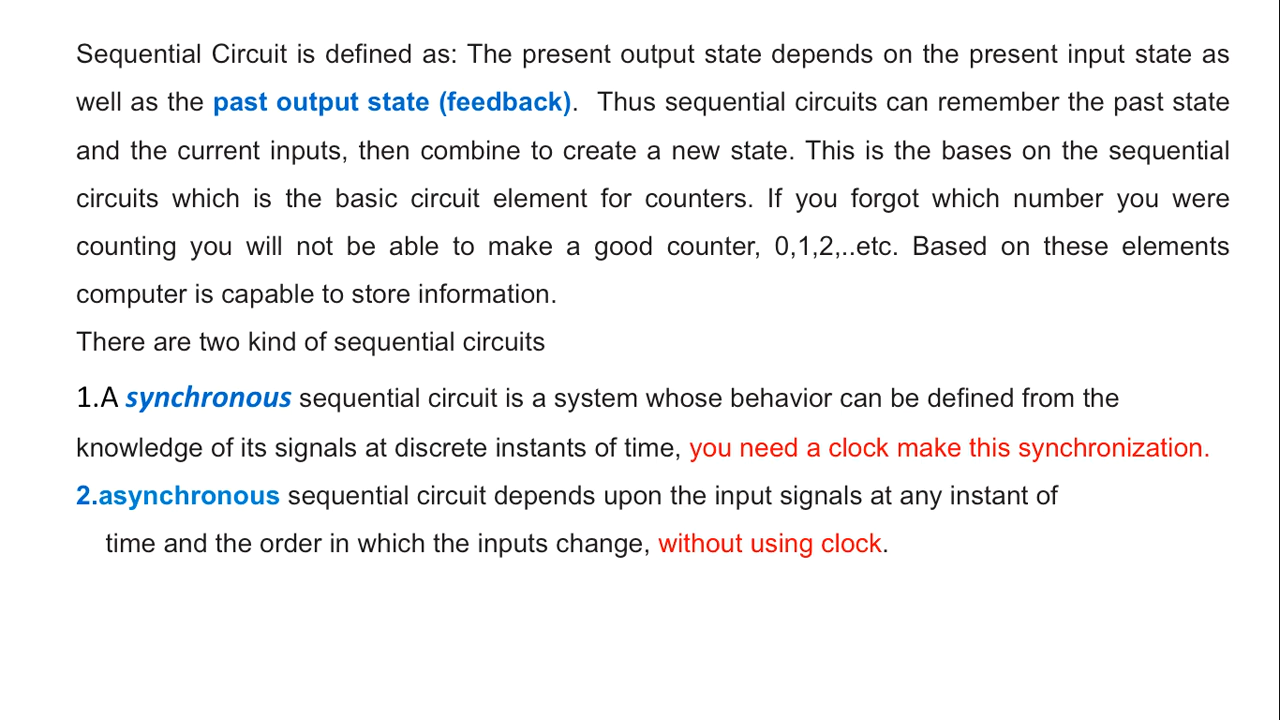 Sequential Circuit is defined as: The present output state depends on the present input state as
well as the past output state (feedback). Thus sequential circuits can remember the past state
and the current inputs, then combine to create a new state. This is the bases on the sequential
circuits which is the basic circuit element for counters. If you forgot which number you were
counting you will not be able to make a good counter, 0,1,2,..etc. Based on these elements
computer is capable to store information.
There are two kind of sequential circuits
1.A synchronous sequential circuit is a system whose behavior can be defined from the
knowledge of its signals at discrete instants of time, you need a clock make this synchronization.
2.asynchronous sequential circuit depends upon the input signals at any instant of
time and the order in which the inputs change, without using clock.